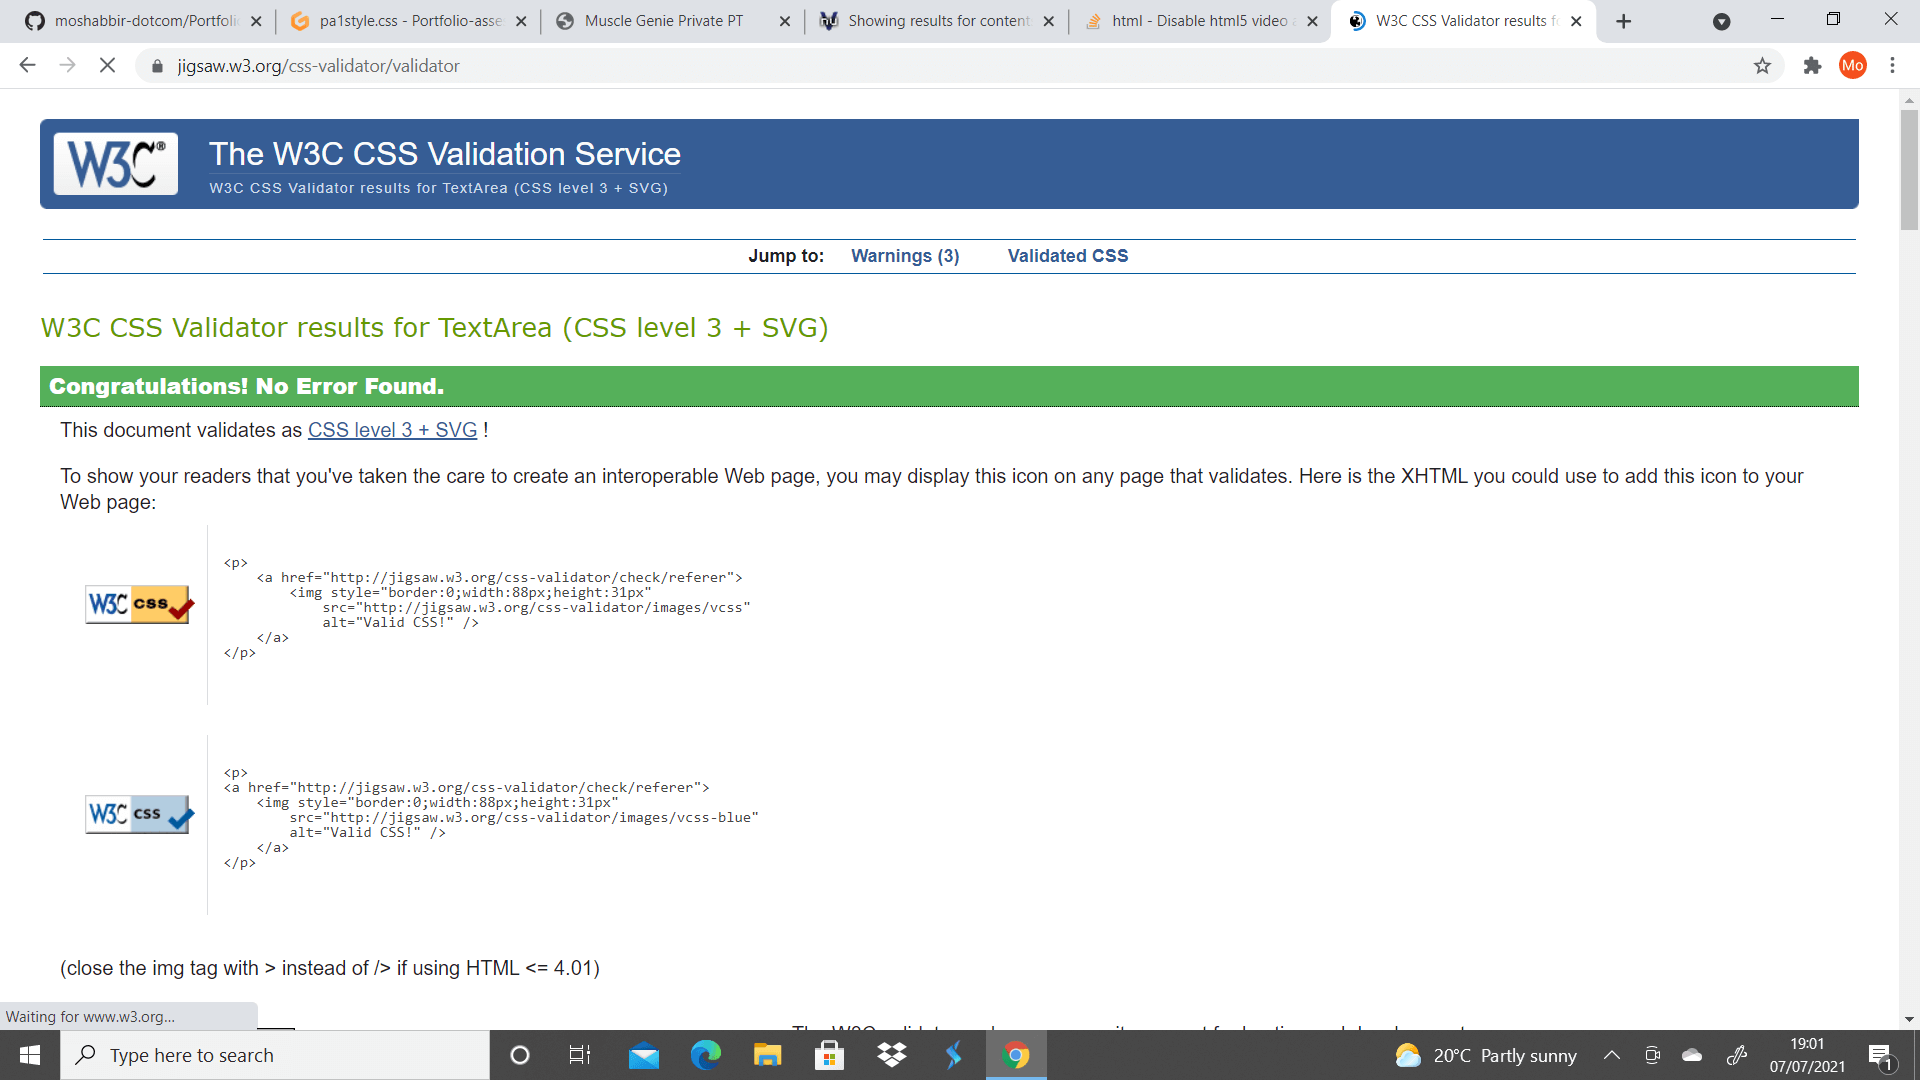 moshabbir-dotcom/Portfoli
pa1style.css - Portfolio-asse
Muscle Genie Private PT
Showing results for content
html - Disable html5 video
W3C CSS Validator results f
jigsaw.w3.org/css-validator/validator
Mo
W3C®
The W3C CSS Validation Service
W3C CSS Validator results for TextArea (CSS level 3 + SVG)
Jump to: Warnings (3) Validated CSS
W3C CSS Validator results for TextArea (CSS level 3 + SVG)
Congratulations! No Error Found.
This document validates as CSS level 3 + SVG !
To show your readers that you've taken the care to create an interoperable Web page, you may display this icon on any page that validates. Here is the XHTML you could use to add this icon to your
Web page:
W3C css
<p>
<a href="http://jigsaw.w3.org/css-validator/check/referer">
<img style="border:0;width:88px;height:31px"
src="http://jigsaw.w3.org/css-validator/images/vcss"
alt="Valid CSS!" />
</a>
</p>
W3C css
<p>
<a href="http://jigsaw.w3.org/css-validator/check/referer">
<img style="border:0;width:88px;height:31px"
src="http://jigsaw.w3.org/css-validator/images/vcss-blue"
alt="Valid CSS!" />
</a>
</p>
(close the img tag with > instead of /> if using HTML <= 4.01)
Waiting for www.w3.org...
Type here to search
20°C Partly sunny
19:01
07/07/2021
1